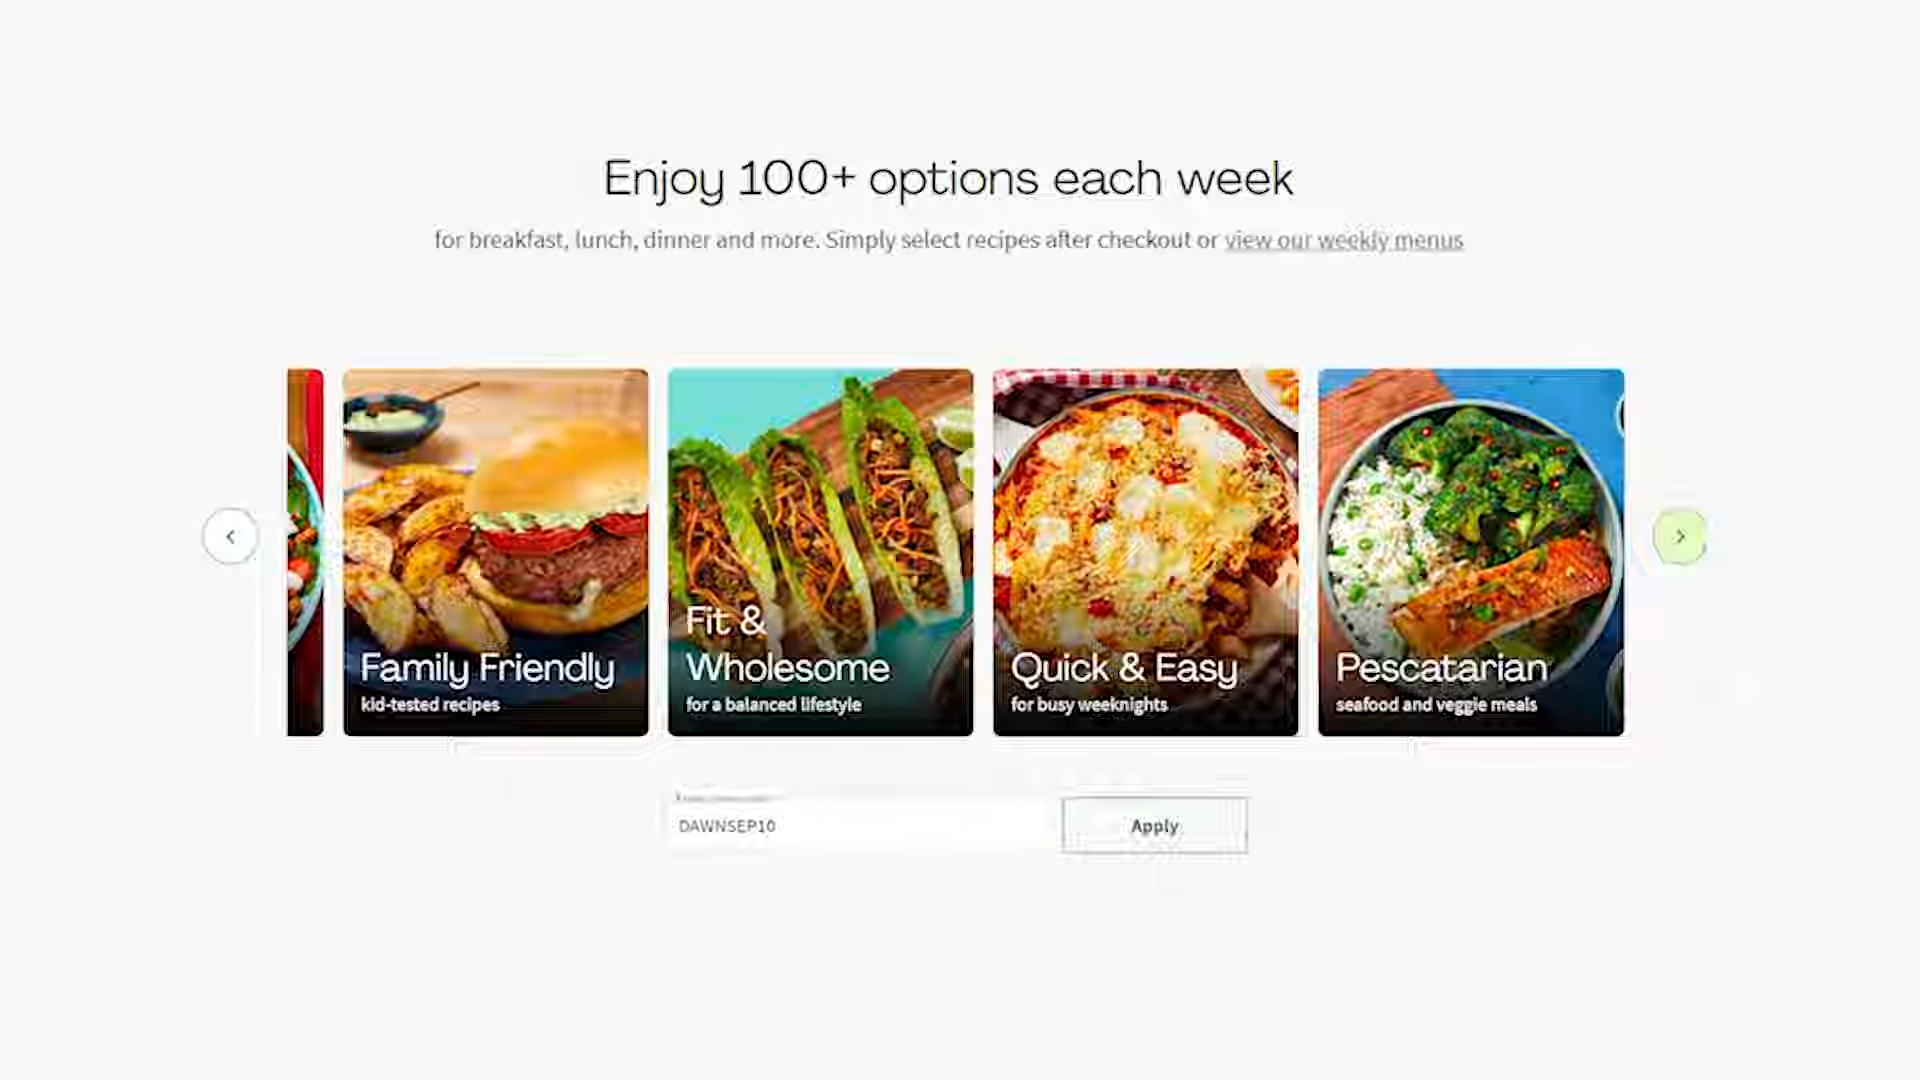 Enjoy 100+ options each week
for breakfast, lunch, dinner and more. Simply select recipes after checkout or view our weekly menus
Family Friendly
kid-tested recipes
Fit &
Wholesome
for a balanced lifestyle
Quick & Easy
for busy weeknights
Pescatarian
seafood and veggie meals
DAWNSEP10
Apply